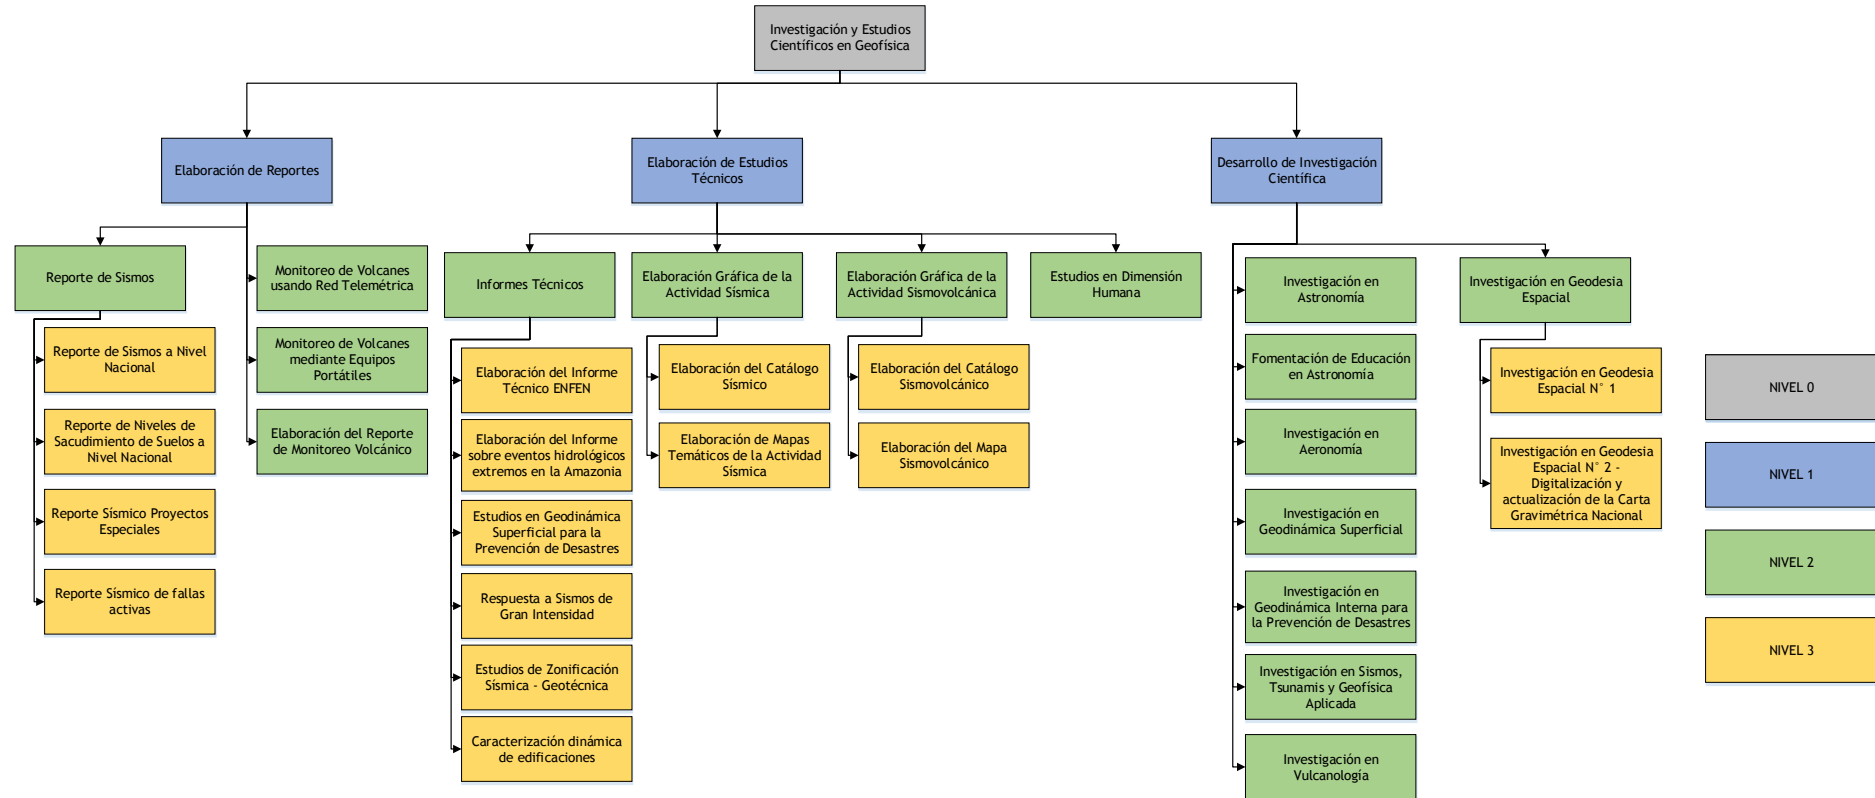 Investigación y Estudios
Científicos en Geofísica
Elaboración de Reportes
Elaboración de Estudios
Técnicos
Desarrollo de Investigación
Científica
Reporte de Sismos
Reporte de Sismos a Nivel
Nacional
Reporte de Niveles de
Sacudimiento de Suelos a
Nivel Nacional
Reporte Sísmico Proyectos
Especiales
Reporte Sísmico de fallas
activas
Monitoreo de Volcanes
usando Red Telemétrica
Monitoreo de Volcanes
mediante Equipos
Portátiles
Elaboración del Reporte
de Monitoreo Volcánico
Informes Técnicos
Elaboración del Informe
Técnico ENFEN
Elaboración del Informe
sobre eventos hidrológicos
extremos en la Amazonia
Estudios en Geodinámica
Superficial para la
Prevención de Desastres
Respuesta a Sismos de
Gran Intensidad
Estudios de Zonificación
Sísmica - Geotécnica
Caracterización dinámica
de edificaciones
Elaboración Gráfica de la
Actividad Sísmica
Elaboración del Catálogo
Sísmico
Elaboración de Mapas
Temáticos de la Actividad
Sísmica
Elaboración Gráfica de la
Actividad Sismovolcánica
Elaboración del Catálogo
Sismovolcánico
Elaboración del Mapa
Sismovolcánico
Estudios en Dimensión
Humana
Investigación en
Astronomía
Fomentación de Educación
en Astronomía
Investigación en
Aeronomía
Investigación en
Geodinámica Superficial
Investigación en
Geodinámica Interna para
la Prevención de Desastres
Investigación en Sismos,
Tsunamis y Geofísica
Aplicada
Investigación en
Vulcanología
Investigación en Geodesia
Espacial
Investigación en Geodesia
Espacial N° 1
Investigación en Geodesia
Espacial N° 2 -
Digitalización y
actualización de la Carta
Gravimétrica Nacional
NIVEL 0
NIVEL 1
NIVEL 2
NIVEL 3